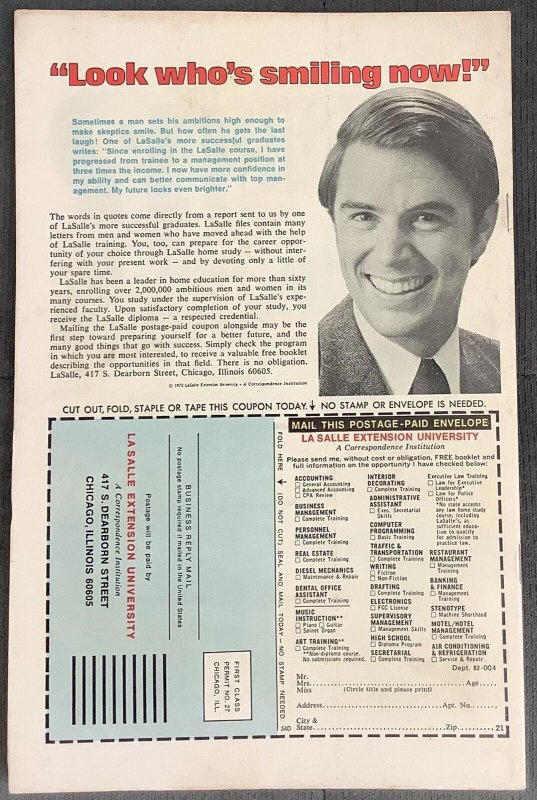 “Look who’s smiling now!”
Sometimes a man sets his ambitions high enough to
make skeptics smile. But how often he gets the last
laugh! One of LaSalle’s more successful graduates
writes: “Since enrolling in the LaSalle course, I have
progressed from trainee to a management position at
three times the income. I now have more confidence in
my ability and can better communicate with top man-
agement. My future looks even brighter.”
The words in quotes come directly from a report sent to us by one
of LaSalle’s more successful graduates. LaSalle files contain many
letters from men and women who have moved ahead with the help
of LaSalle training. You, too, can prepare for the career oppor-
tunity of your choice through LaSalle home study — without inter-
fering with your present work — and by devoting only a little of
your spare time.
LaSalle has been a leader in home education for more than sixty
years, enrolling over 2,000,000 ambitious men and women in its
many courses. You study under the supervision of LaSalle’s expe-
rienced faculty. Upon satisfactory completion of your study, you
receive the LaSalle diploma — a respected credential.
Mailing the LaSalle postage-paid coupon alongside may be the
first step toward preparing yourself for a better future, and the
many good things that go with success. Simply check the program
in which you are most interested, to receive a valuable free booklet
describing the opportunities in that field. There is no obligation.
LaSalle, 417 S. Dearborn Street, Chicago, Illinois 60605.
© 1972 LaSalle Extension University • A Correspondence Institution
CUT OUT, FOLD, STAPLE OR TAPE THIS COUPON TODAY. ↓ NO STAMP OR ENVELOPE IS NEEDED.
FIRST CLASS
PERMIT NO. 27
CHICAGO, ILL.
BUSINESS REPLY MAIL
No postage stamp required if mailed in the United States
Postage will be paid by
LA SALLE EXTENSION UNIVERSITY
A Correspondence Institution
417 S. DEARBORN STREET
CHICAGO, ILLINOIS 60605
FOLD HERE (DO NOT CUT) SEAL AND MAIL TODAY – NO STAMP NEEDED.
54D
MAIL THIS POSTAGE-PAID ENVELOPE
LA SALLE EXTENSION UNIVERSITY
A Correspondence Institution
Please send me, without cost or obligation, FREE booklet and
full information on the opportunity I have checked below:
ACCOUNTING
General Accounting
Advanced Accounting
CPA Review
BUSINESS
MANAGEMENT
Complete Training
PERSONNEL
MANAGEMENT
Complete Training
REAL ESTATE
Complete Training
DIESEL MECHANICS
Maintenance & Repair
DENTAL OFFICE
ASSISTANT
Complete Training
MUSIC
INSTRUCTION**
Piano Guitar
Spinet Organ
ART TRAINING**
Complete Training
**Non-diploma course.
No submissions required.
INTERIOR
DECORATING
Complete Training
ADMINISTRATIVE
ASSISTANT
Exec. Secretarial
Skills
COMPUTER
PROGRAMMING
Basic Training
TRAFFIC &
TRANSPORTATION
Complete Training
WRITING
Fiction
Non-Fiction
DRAFTING
Complete Training
ELECTRONICS
FCC License
SUPERVISORY
MANAGEMENT
Management Skills
HIGH SCHOOL
Diploma Program
SECRETARIAL
Complete Training
Executive Law Training
Law for Executive
Leadership*
Law for Police
Officers*
*No state accepts
any law home study
course, including
LaSalle’s, as
sufficient educa-
tion to qualify
for admission to
practice law.
RESTAURANT
MANAGEMENT
Management
Training
BANKING
& FINANCE
Management
Training
STENOTYPE
Machine Shorthand
MOTEL/HOTEL
MANAGEMENT
Complete Training
AIR CONDITIONING
& REFRIGERATION
Service & Repair
Dept. 82-004
Mr.
Mrs. Age
Miss (Circle title and please print)
Address Apt. No.
City &
State Zip 21